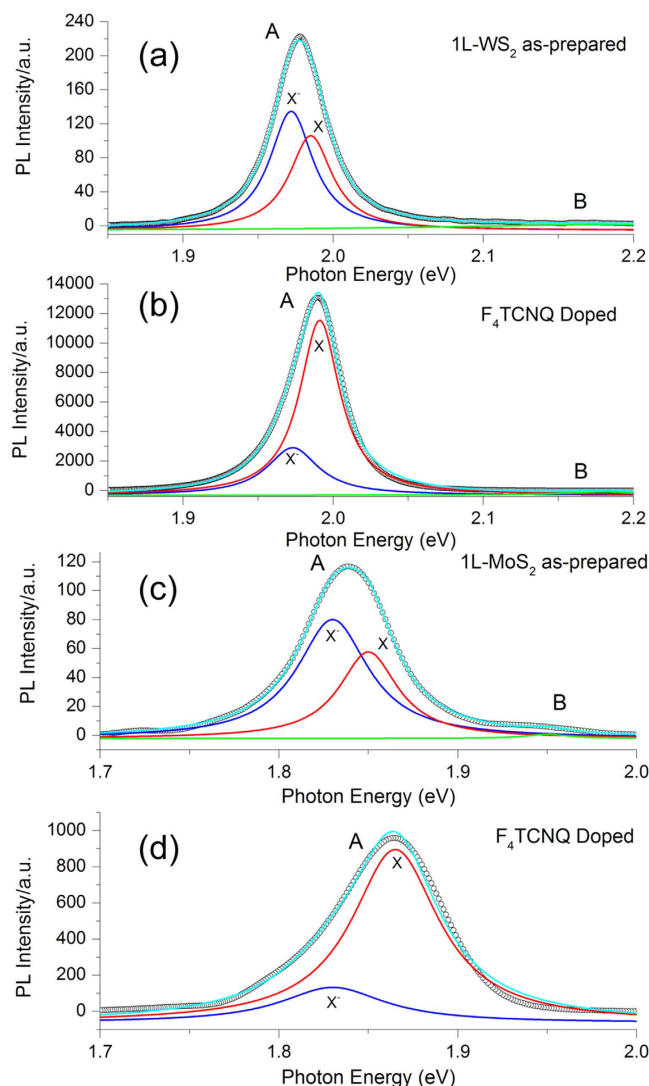 (a)
A
1L-WS₂ as-prepared
X⁻
X
B
PL Intensity/a.u.
240
200
160
120
80
40
0
1.9 2.0 2.1 2.2
Photon Energy (eV)
(b)
A
F₄TCNQ Doped
X
X⁻
B
PL Intensity/a.u.
14000
12000
10000
8000
6000
4000
2000
0
1.9 2.0 2.1 2.2
Photon Energy (eV)
(c)
A
1L-MoS₂ as-prepared
X⁻
X
B
PL Intensity/a.u.
120
100
80
60
40
20
0
1.7 1.8 1.9 2.0
Photon Energy (eV)
(d)
A
F₄TCNQ Doped
X
X⁻
PL Intensity/a.u.
1000
800
600
400
200
0
1.7 1.8 1.9 2.0
Photon Energy (eV)